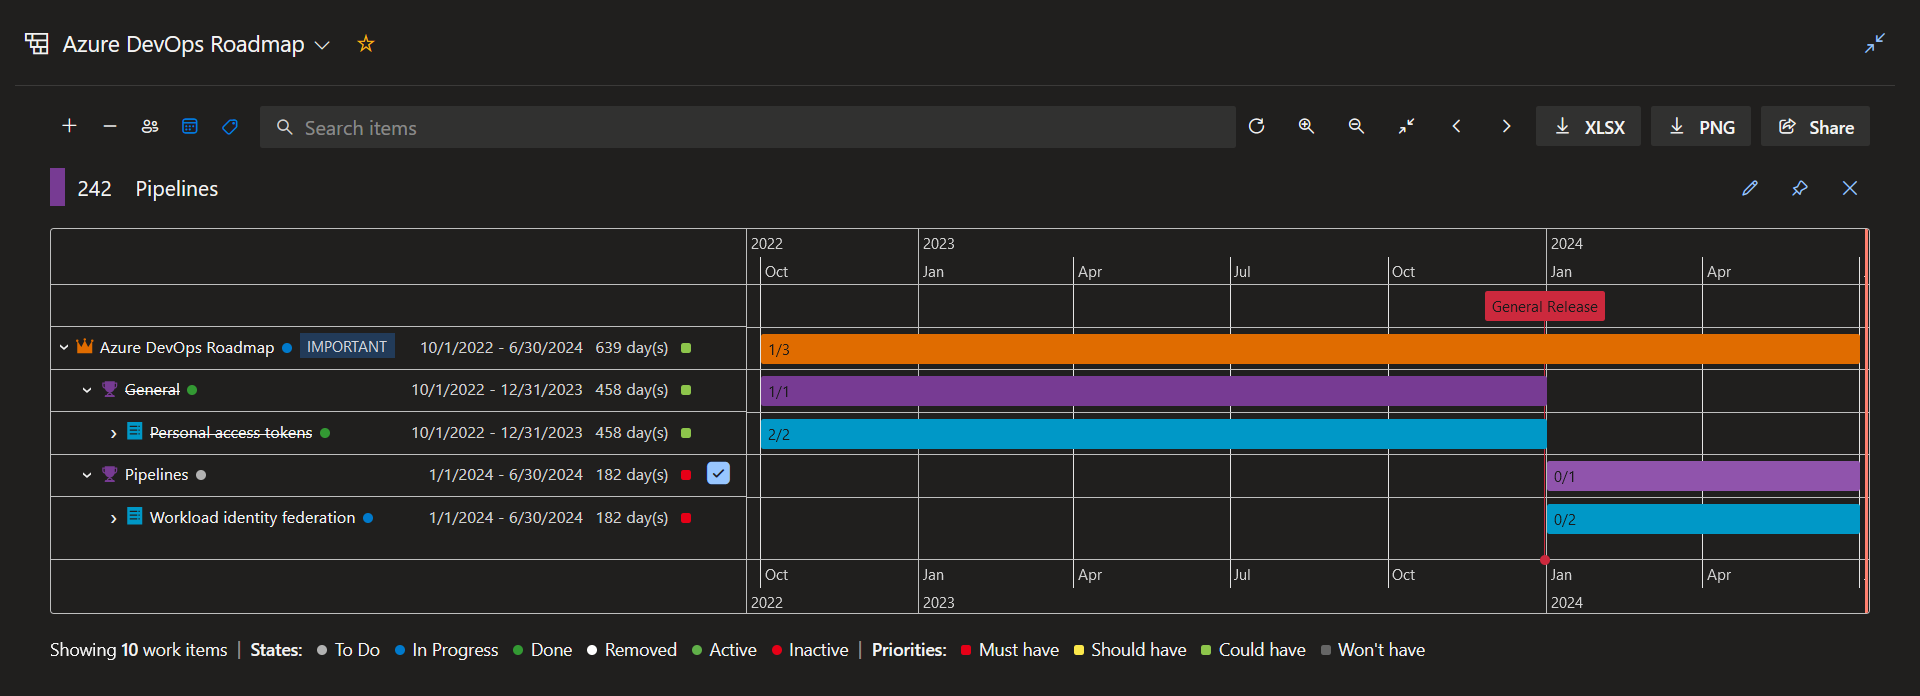 Azure DevOps Roadmap
Search items
XLSX
PNG
Share
242 Pipelines
2022 2023 2024
Oct Jan Apr Jul Oct Jan Apr
General Release
Azure DevOps Roadmap IMPORTANT 10/1/2022 - 6/30/2024 639 day(s) 1/3
General 10/1/2022 - 12/31/2023 458 day(s) 1/1
Personal access tokens 10/1/2022 - 12/31/2023 458 day(s) 2/2
Pipelines 1/1/2024 - 6/30/2024 182 day(s) 0/1
Workload identity federation 1/1/2024 - 6/30/2024 182 day(s) 0/2
Oct Jan Apr Jul Oct Jan Apr
2022 2023 2024
Showing 10 work items | States: To Do In Progress Done Removed Active Inactive | Priorities: Must have Should have Could have Won't have